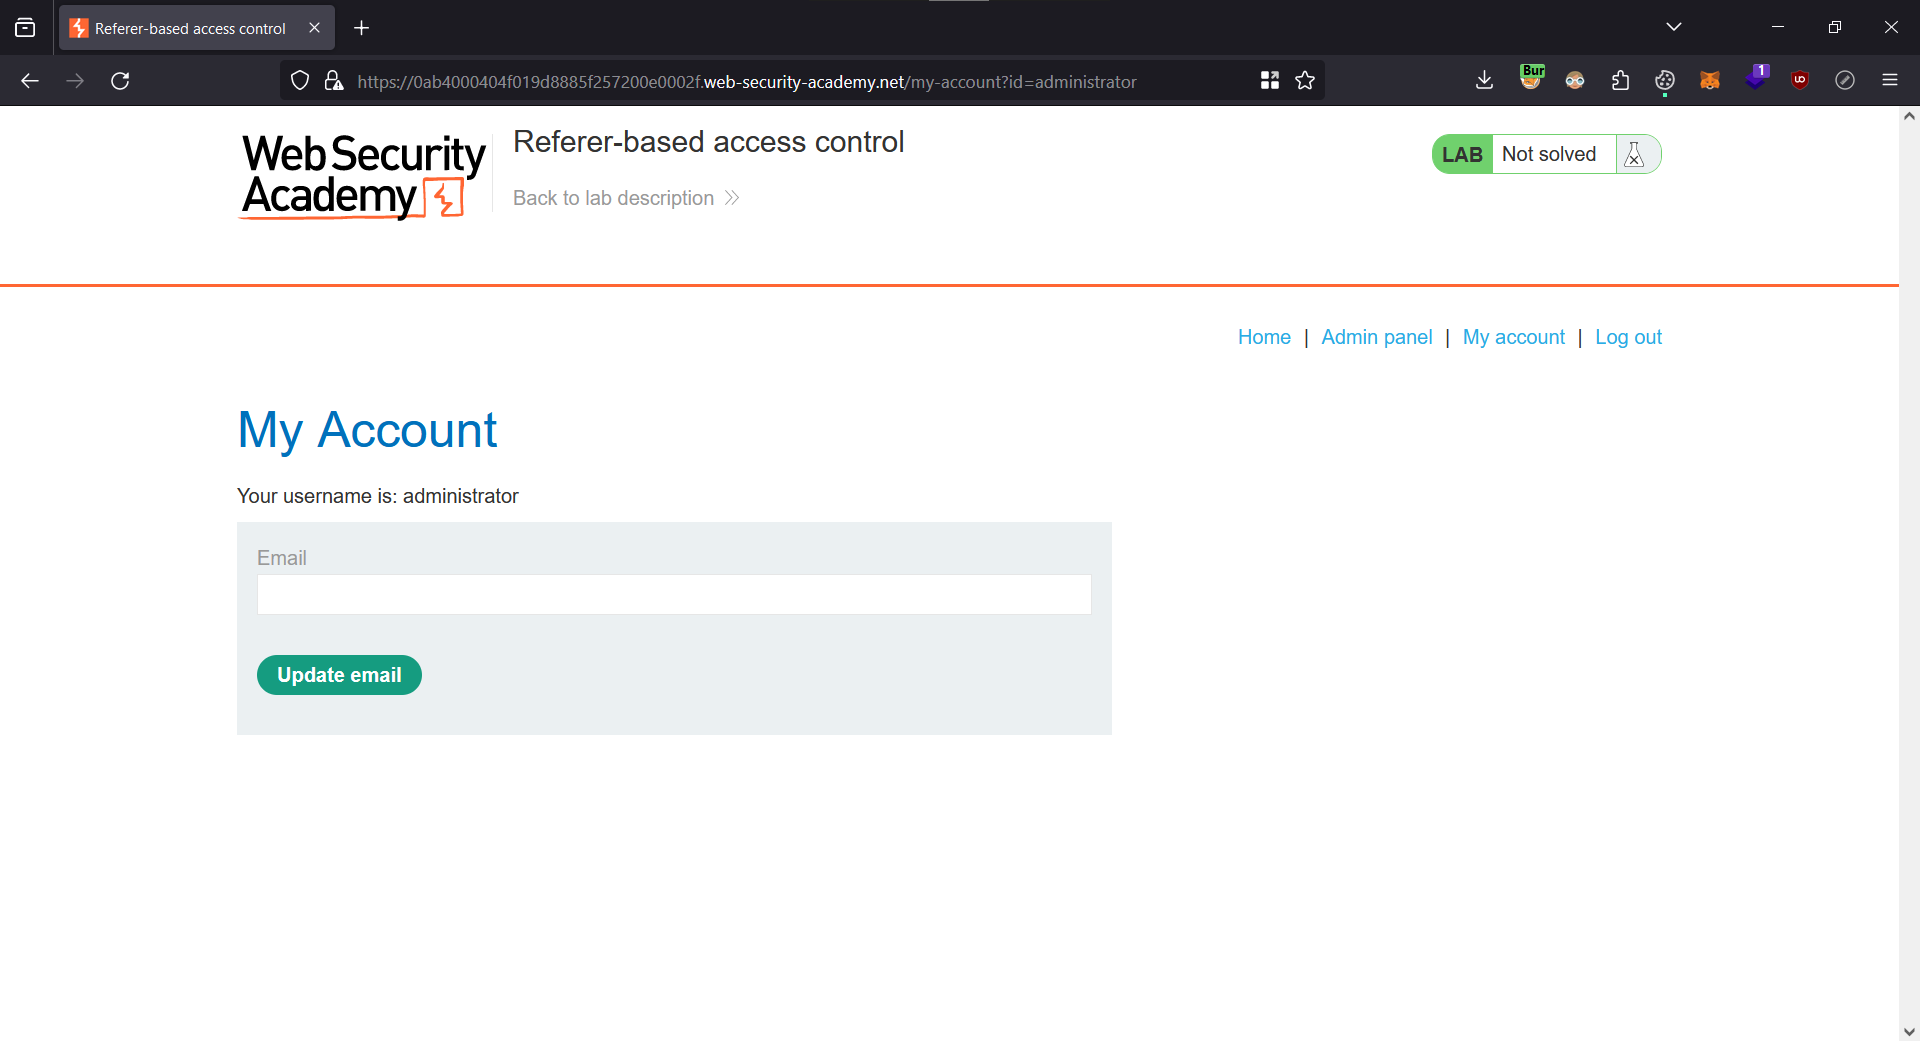 Referer-based access control
https://0ab4000404f019d8885f257200e0002f.web-security-academy.net/my-account?id=administrator
Bur
1
Web Security
Academy
Referer-based access control
Back to lab description
LAB Not solved
Home | Admin panel | My account | Log out
My Account
Your username is: administrator
Email
Update email